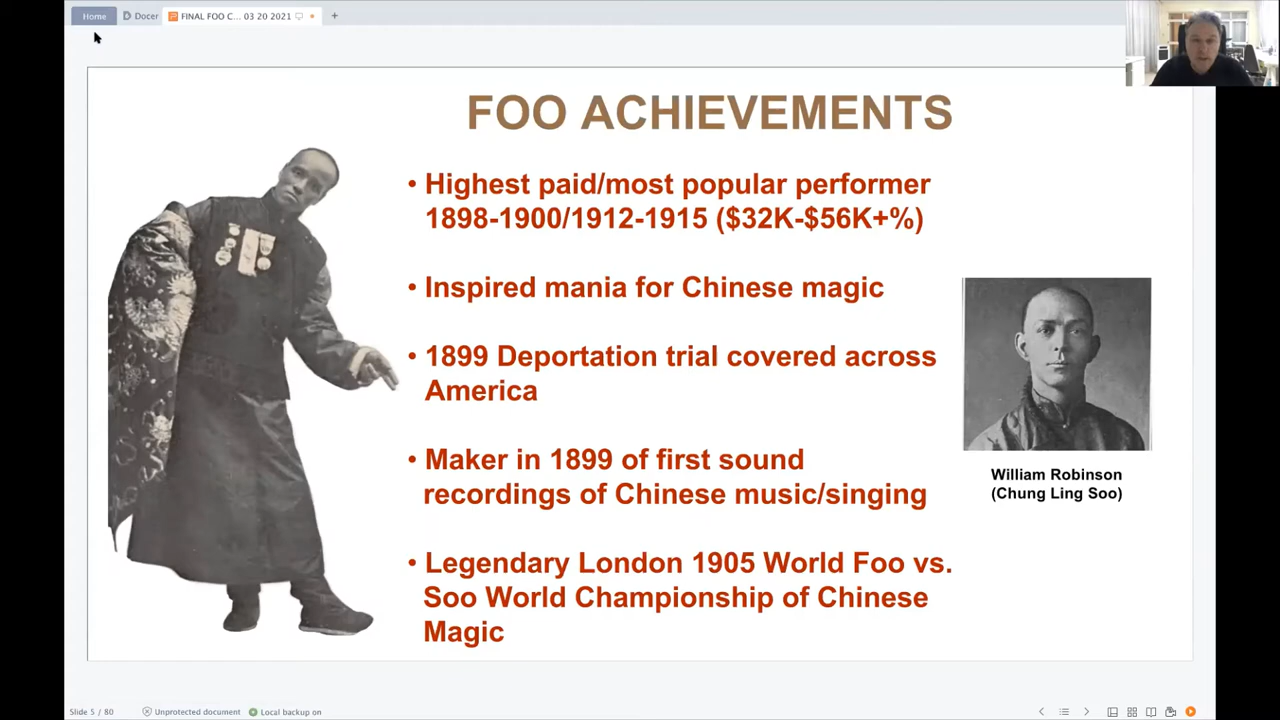 Home
Docer
FINAL FOO C... 03 20 2021
FOO ACHIEVEMENTS
• Highest paid/most popular performer
1898-1900/1912-1915 ($32K-$56K+%)
• Inspired mania for Chinese magic
• 1899 Deportation trial covered across
America
• Maker in 1899 of first sound
recordings of Chinese music/singing
• Legendary London 1905 World Foo vs.
Soo World Championship of Chinese
Magic
William Robinson
(Chung Ling Soo)
Slide 5 / 80
Unprotected document
Local backup on